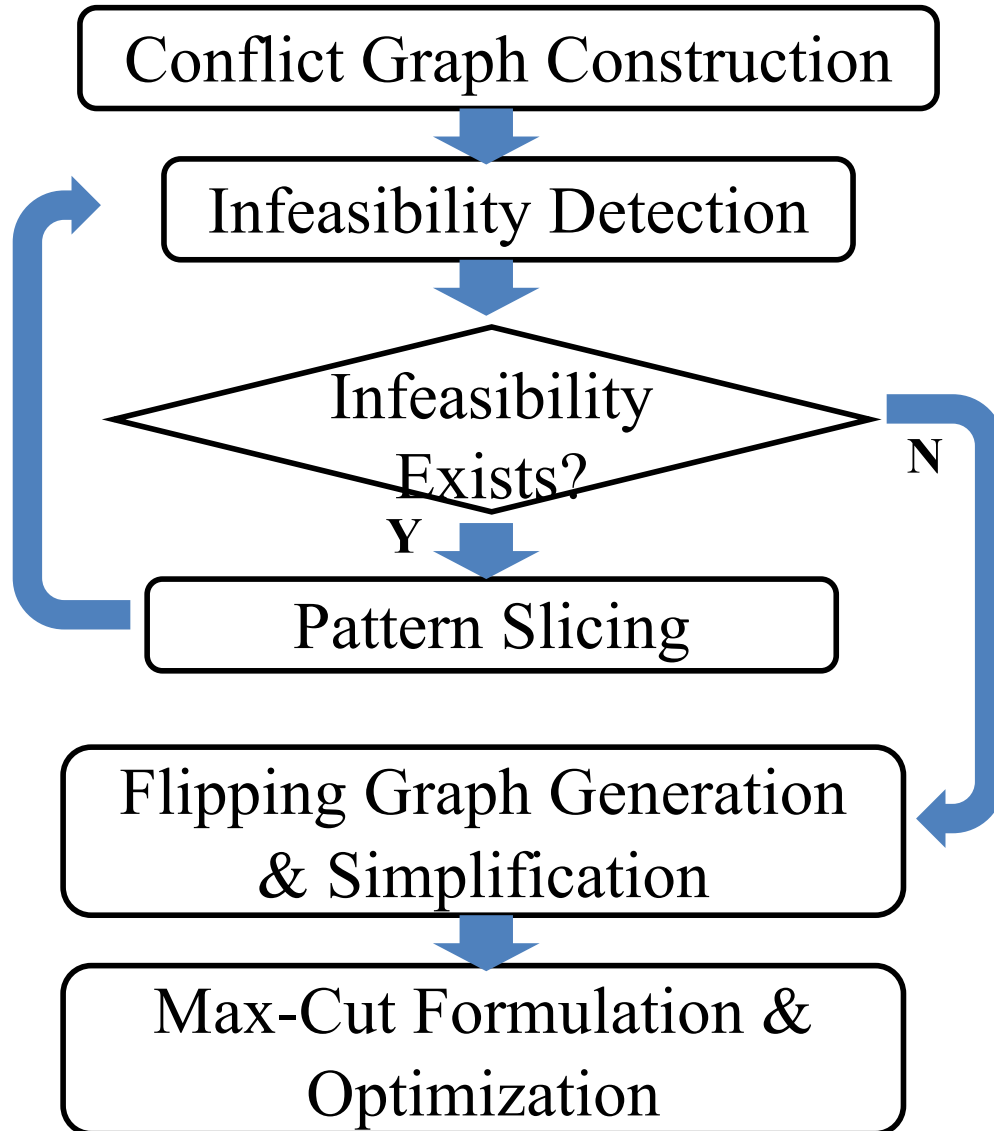 Conflict Graph Construction
Infeasibility Detection
Infeasibility
Exists?
N
Y
Pattern Slicing
Flipping Graph Generation
& Simplification
Max-Cut Formulation &
Optimization